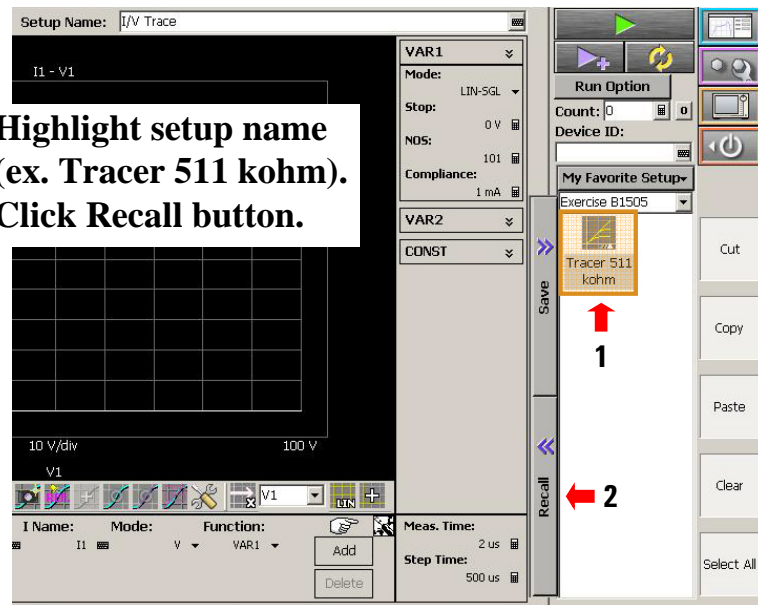 Setup Name: I/V Trace
I1 - V1
Highlight setup name
(ex. Tracer 511 kohm).
Click Recall button.
10 V/div
100 V
V1
V1
LIN
I Name: Mode: Function:
I1 V VAR1
Add
Delete
VAR1
Mode:
LIN-SGL
Stop:
0 V
NOS:
101
Compliance:
1 mA
VAR2
CONST
Meas. Time:
2 us
Step Time:
500 us
Save
Recall
Run Option
Count: 0 0
Device ID:
My Favorite Setup
Exercise B1505
Tracer 511
kohm
1
2
Cut
Copy
Paste
Clear
Select All